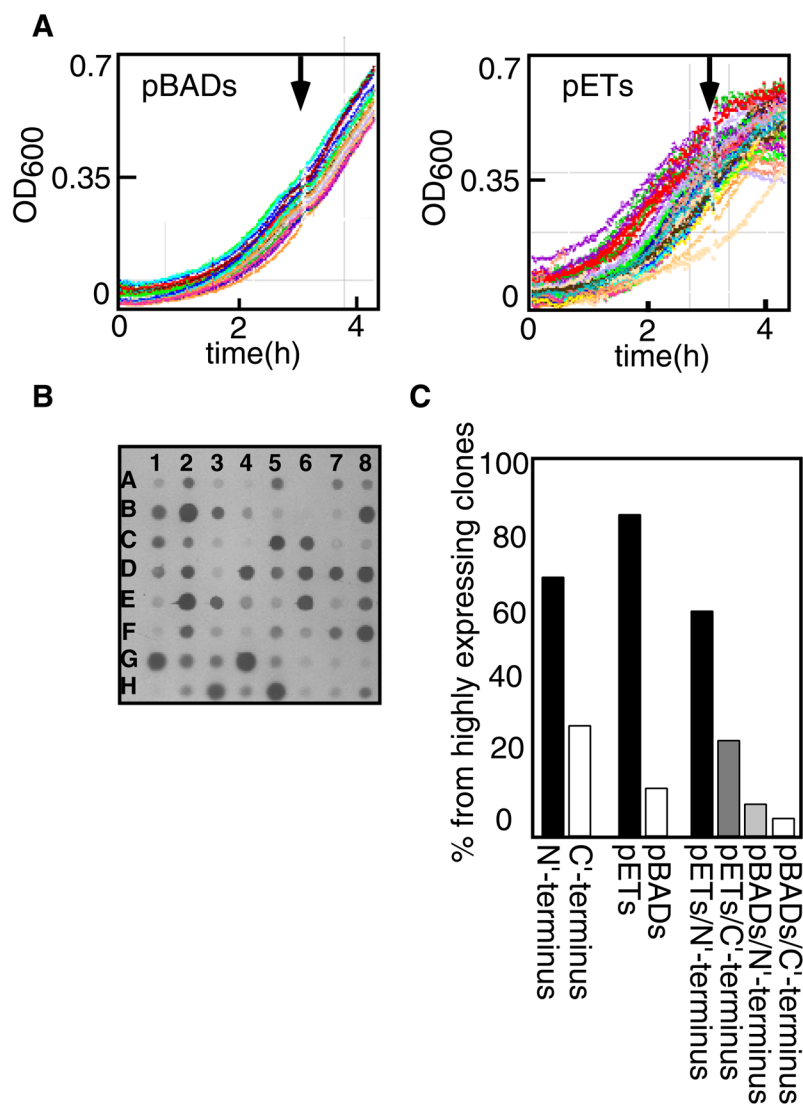 A
pBADs
0.7
0.35
0
OD600
0 2 4
time(h)
pETs
0.7
0.35
0
OD600
0 2 4
time(h)
B
1 2 3 4 5 6 7 8
A
B
C
D
E
F
G
H
C
% from highly expressing clones
100
80
60
40
20
0
N'-terminus
C'-terminus
pETs
pBADs
pETs/N'-terminus
pETs/C'-terminus
pBADs/N'-terminus
pBADs/C'-terminus